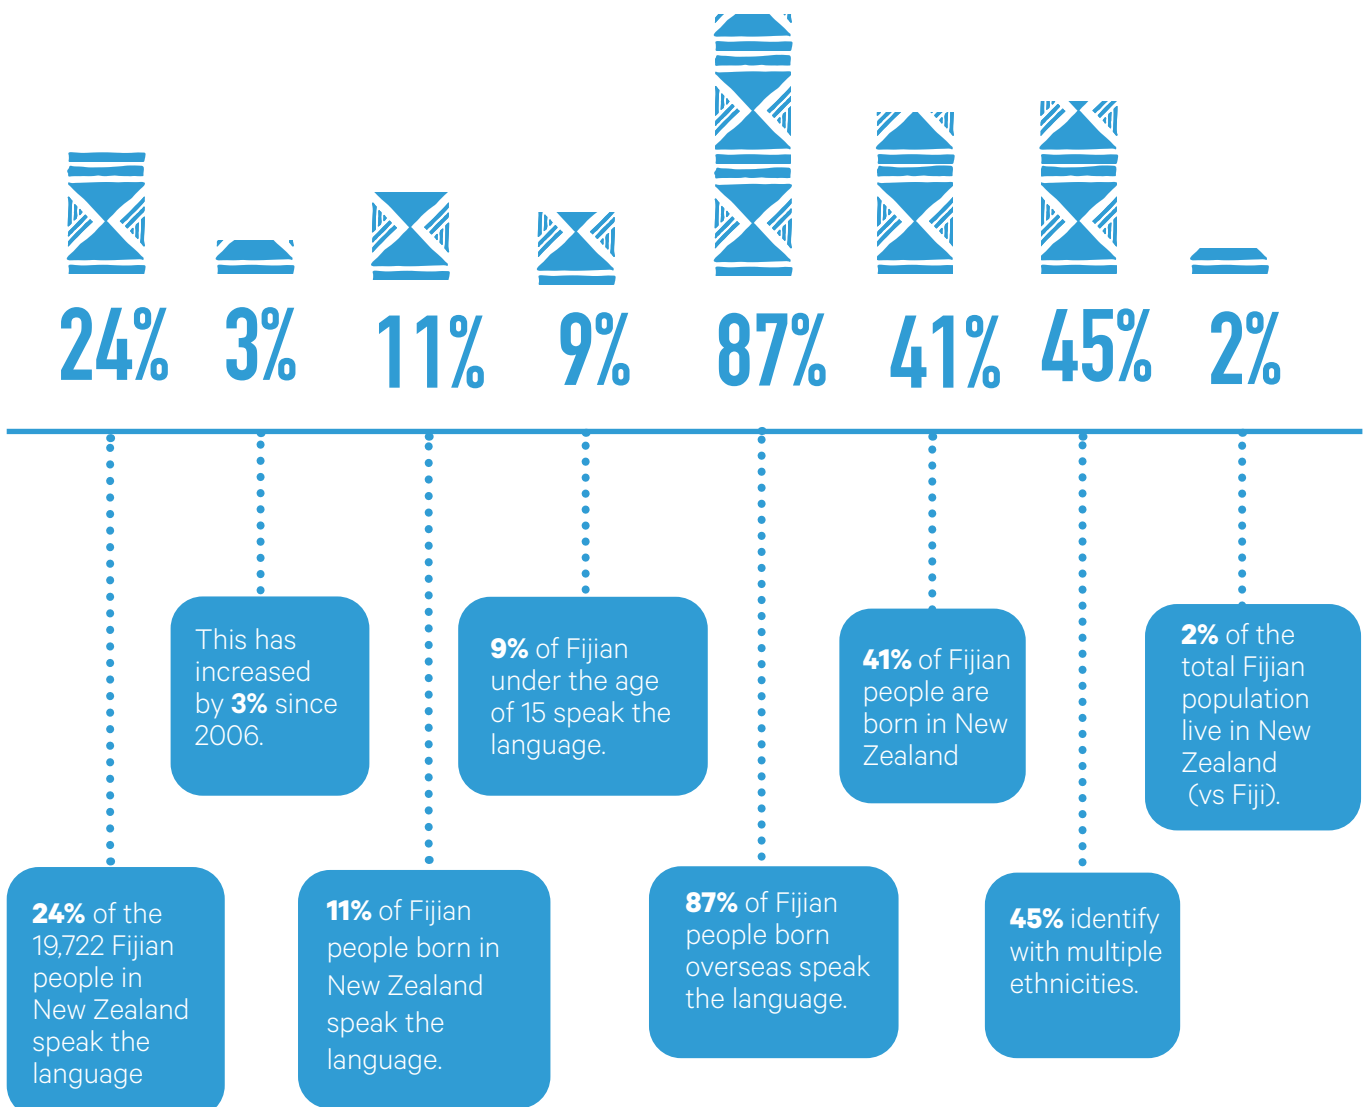 24%
3%
11%
9%
87%
41%
45%
2%
This has
increased
by 3% since
2006.
9% of Fijian
under the age
of 15 speak the
language.
41% of Fijian
people are
born in New
Zealand
2% of the
total Fijian
population
live in New
Zealand
(vs Fiji).
24% of the
19,722 Fijian
people in
New Zealand
speak the
language
11% of Fijian
people born in
New Zealand
speak the
language.
87% of Fijian
people born
overseas speak
the language.
45% identify
with multiple
ethnicities.